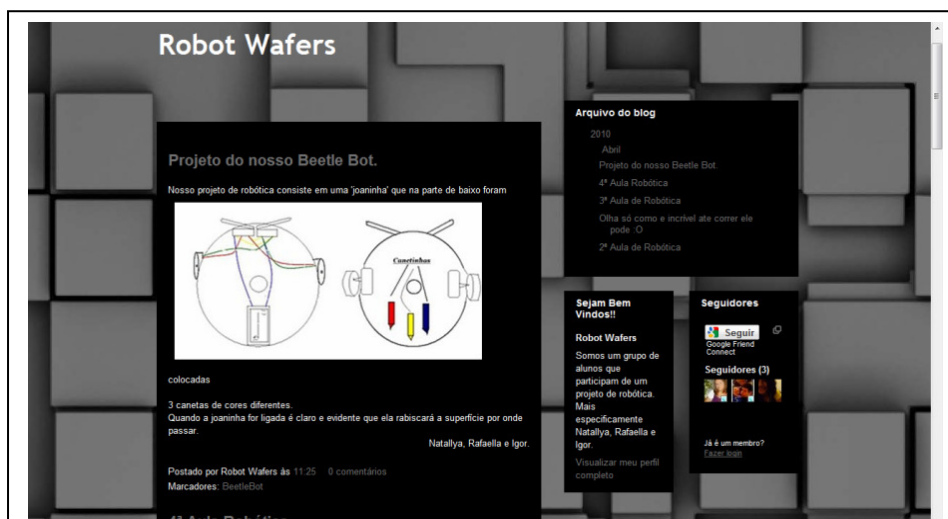 Robot Wafers
Projeto do nosso Beetle Bot.
Nosso projeto de robótica consiste em uma 'joaninha' que na parte de baixo foram
Canetinhas
colocadas
3 canetas de cores diferentes.
Quando a joaninha for ligada é claro e evidente que ela rabiscará a superfície por onde
passar.
Natallya, Rafaella e Igor.
Postado por Robot Wafers às 11:25 0 comentários
Marcadores: BeetleBot
4ª Aula Robótica
Arquivo do blog
2010
Abril
Projeto do nosso Beetle Bot.
4ª Aula Robótica
3ª Aula de Robótica
Olha só como e incrível ate correr ele
pode :O
2ª Aula de Robótica
Sejam Bem
Vindos!!
Robot Wafers
Somos um grupo de
alunos que
participam de um
projeto de robótica.
Mais
especificamente
Natallya, Rafaella e
Igor.
Visualizar meu perfil
completo
Seguidores
Seguir
Google Friend
Connect
Seguidores (3)
Já é um membro?
Fazer login